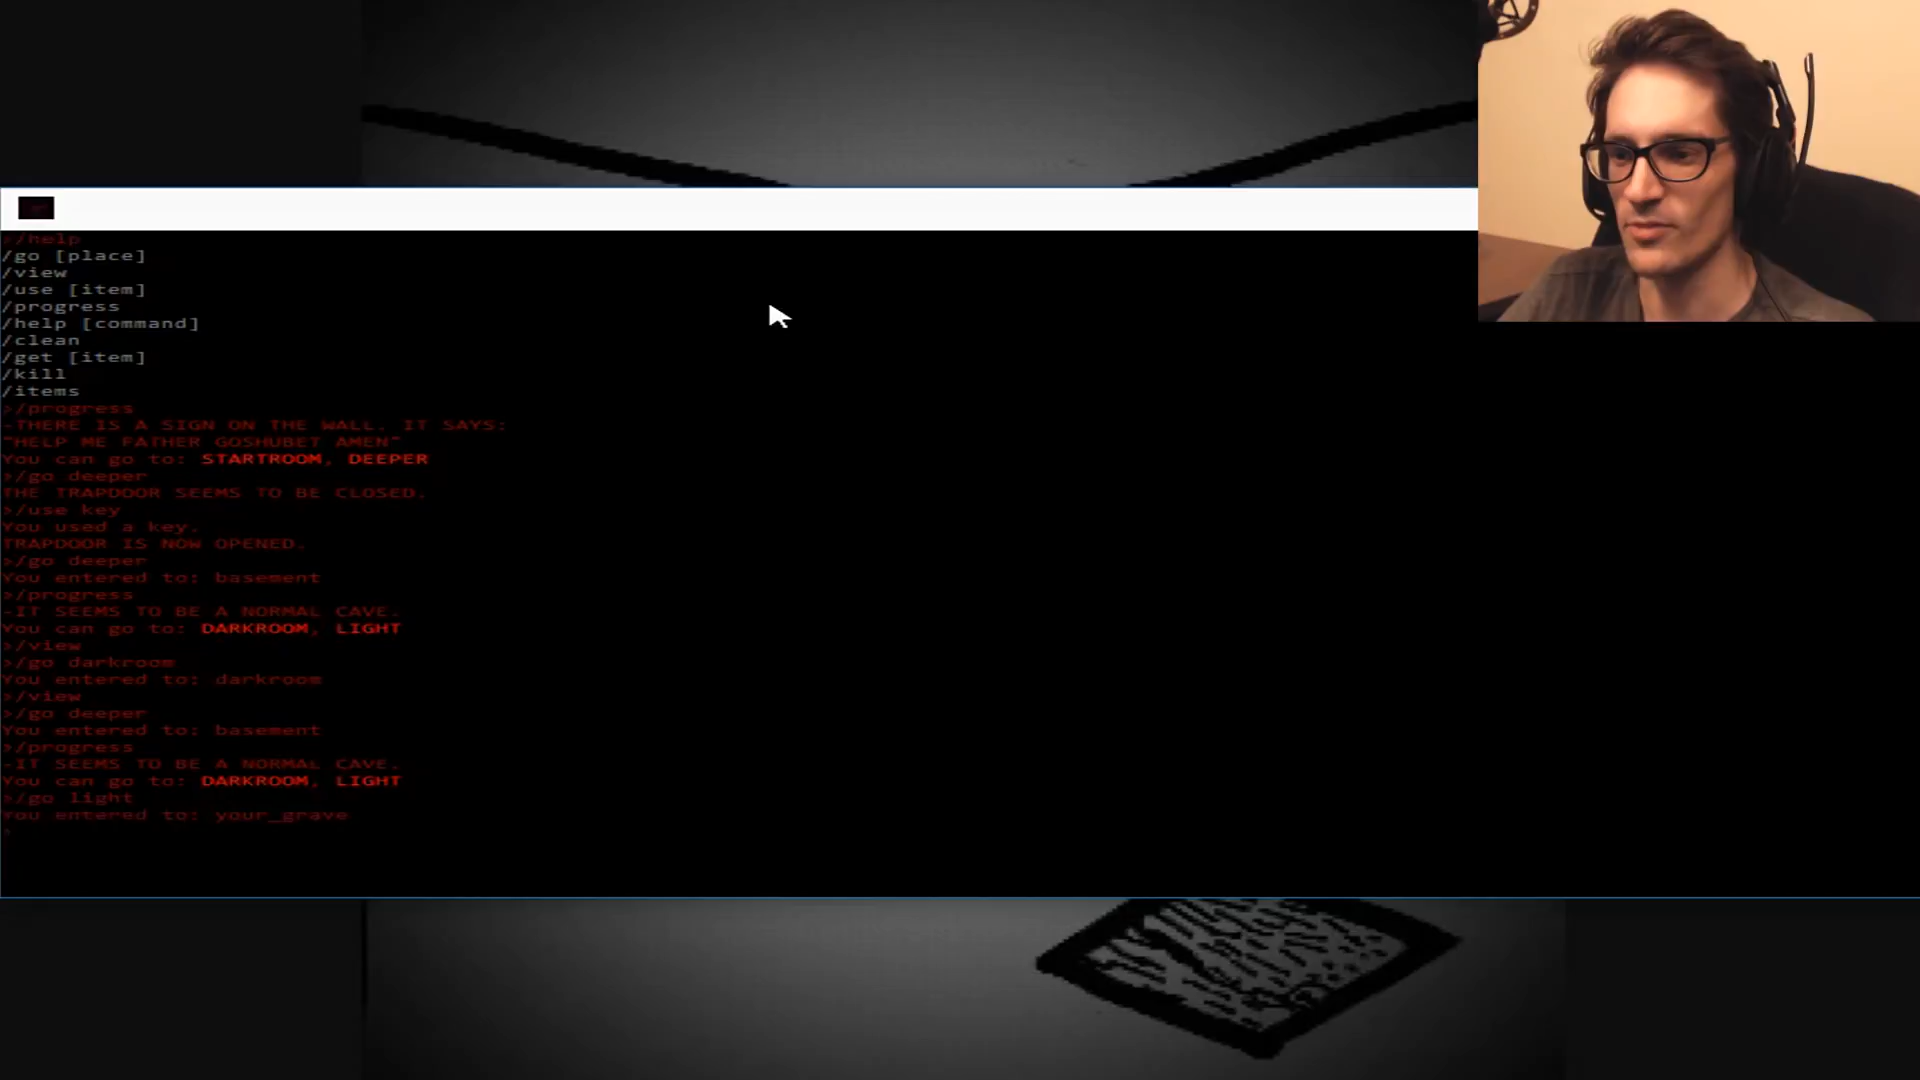 >/help
/go [place]
/view
/use [item]
/progress
/help [command]
/clean
/get [item]
/kill
/items
>/progress
-THERE IS A SIGN ON THE WALL. IT SAYS:
"HELP ME FATHER GOSHUBET AMEN"
You can go to: STARTROOM, DEEPER
>/go deeper
THE TRAPDOOR SEEMS TO BE CLOSED.
>/use key
You used a key.
TRAPDOOR IS NOW OPENED.
>/go deeper
You entered to: basement
>/progress
-IT SEEMS TO BE A NORMAL CAVE.
You can go to: DARKROOM, LIGHT
>/view
>/go darkroom
You entered to: darkroom
>/view
>/go deeper
You entered to: basement
>/progress
-IT SEEMS TO BE A NORMAL CAVE.
You can go to: DARKROOM, LIGHT
>/go light
You entered to: your_grave
>